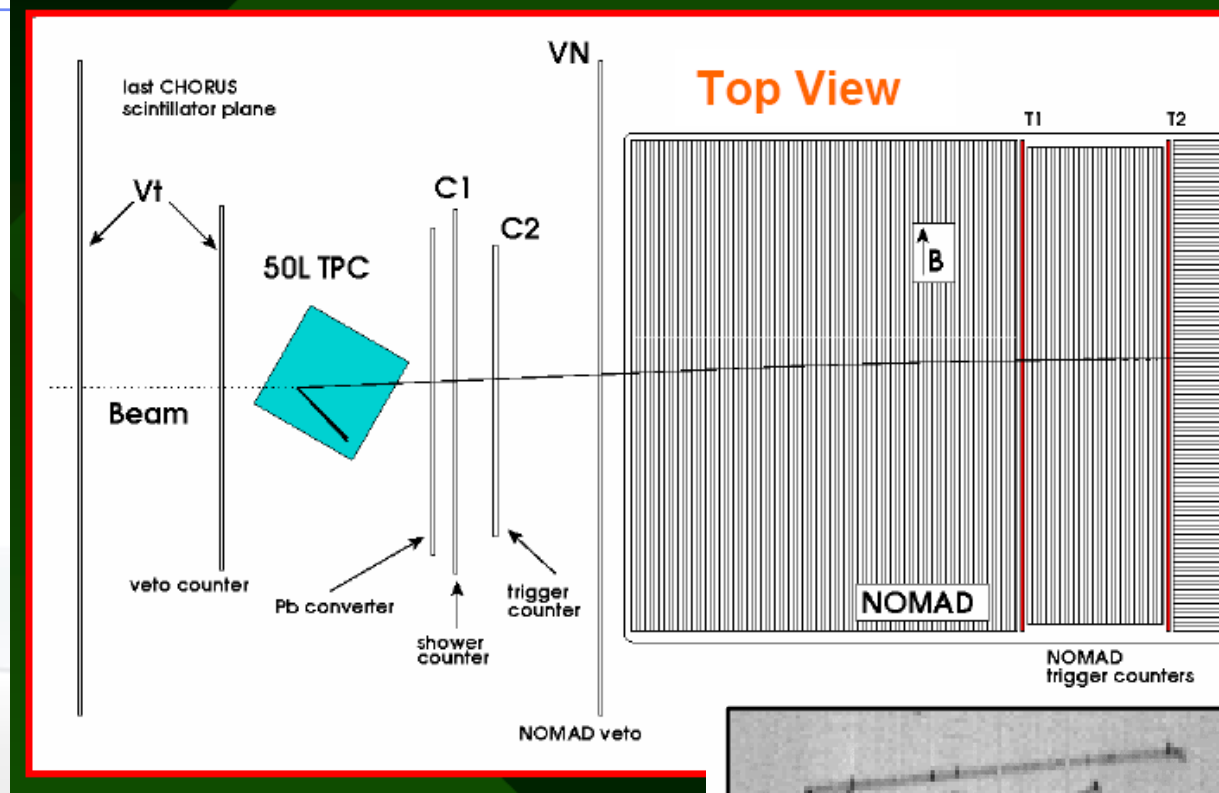 VN
Top View
last CHORUS
scintillator plane
T1
T2
Vt
C1
C2
50L TPC
B
Beam
veto counter
Pb converter
trigger
counter
shower
counter
NOMAD
NOMAD
trigger counters
NOMAD veto